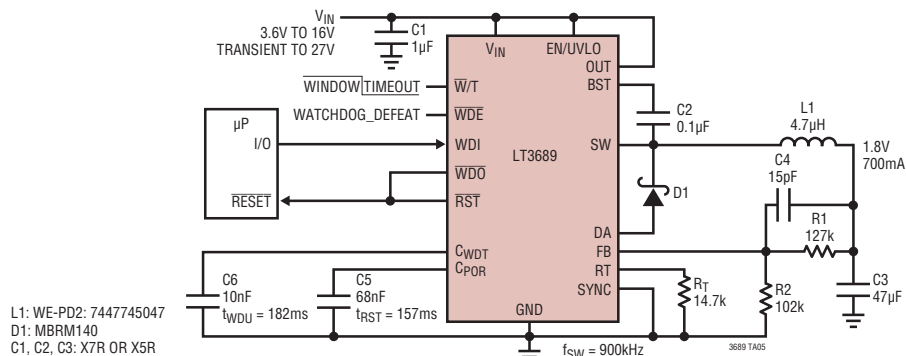 VIN
3.6V TO 16V
TRANSIENT TO 27V
C1
1µF
VIN
EN/UVLO
OUT
BST
WINDOW TIMEOUT
W/T
WATCHDOG_DEFEAT
WDE
C2
0.1µF
L1
4.7µH
µP
I/O
WDI
LT3689
SW
1.8V
700mA
WDO
C4
15pF
RESET
RST
D1
DA
R1
127k
CWDT
FB
CPOR
RT
SYNC
C6
10nF
tWDU = 182ms
C5
68nF
tRST = 157ms
RT
14.7k
R2
102k
C3
47µF
GND
L1: WE-PD2: 7447745047
D1: MBRM140
C1, C2, C3: X7R OR X5R
fSW = 900kHz
3689 TA05